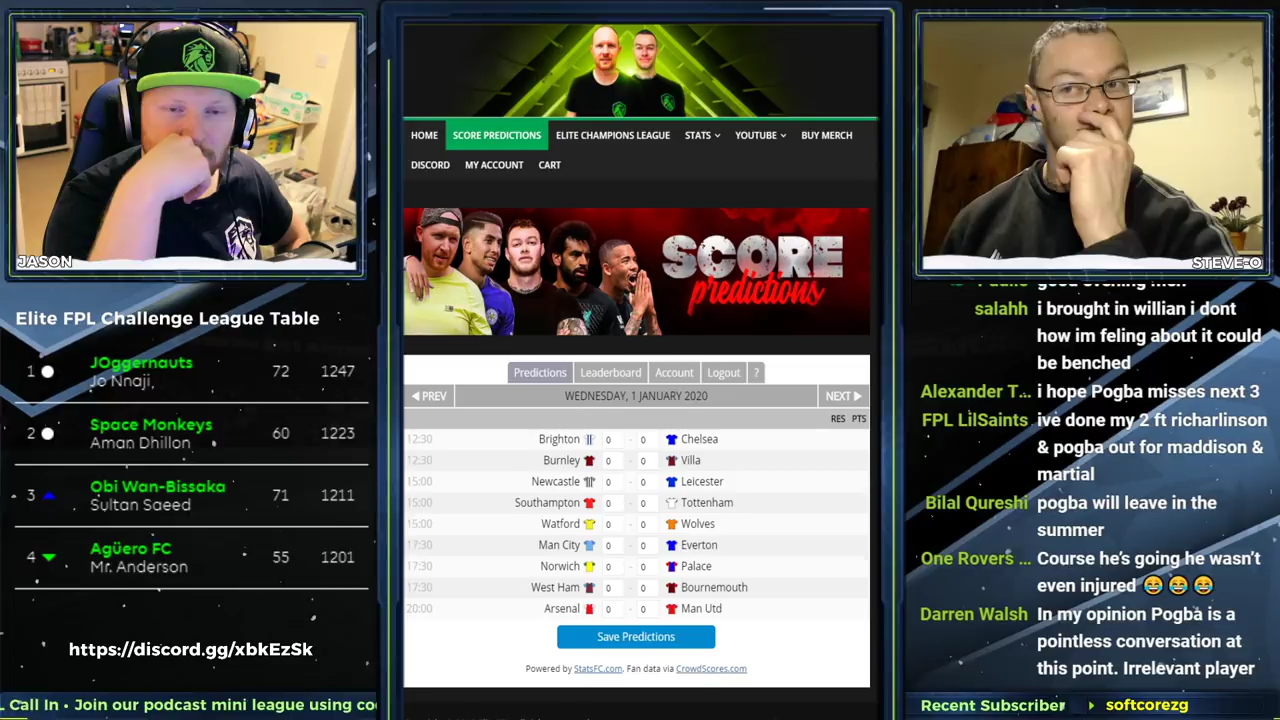 JASON
Elite FPL Challenge League Table
1 JOggernauts 72 1247
Jo Nnaji,
2 Space Monkeys 60 1223
Aman Dhillon
3 Obi Wan-Bissaka 71 1211
Sultan Saeed
4 Agüero FC 55 1201
Mr. Anderson
https://discord.gg/xbkEzSk
Call In • Join our podcast mini league using
HOME SCORE PREDICTIONS ELITE CHAMPIONS LEAGUE STATS YOUTUBE BUY MERCH
DISCORD MY ACCOUNT CART
SCORE
predictions
Predictions Leaderboard Account Logout ?
PREV WEDNESDAY, 1 JANUARY 2020 NEXT
RES PTS
12:30 Brighton 0 - 0 Chelsea
12:30 Burnley 0 - 0 Villa
15:00 Newcastle 0 - 0 Leicester
15:00 Southampton 0 - 0 Tottenham
15:00 Watford 0 - 0 Wolves
17:30 Man City 0 - 0 Everton
17:30 Norwich 0 - 0 Palace
17:30 West Ham 0 - 0 Bournemouth
20:00 Arsenal 0 - 0 Man Utd
Save Predictions
Powered by StatsFC.com. Fan data via CrowdScores.com
STEVE-O
good evening men
salahh i brought in willian i dont
how im feling about it could
be benched
Alexander T... i hope Pogba misses next 3
FPL LilSaints ive done my 2 ft richarlinson
& pogba out for maddison &
martial
Bilal Qureshi pogba will leave in the
summer
One Rovers ... Course he's going he wasn't
even injured 😂😂😂
Darren Walsh In my opinion Pogba is a
pointless conversation at
this point. Irrelevant player
Recent Subscriber softcorezg